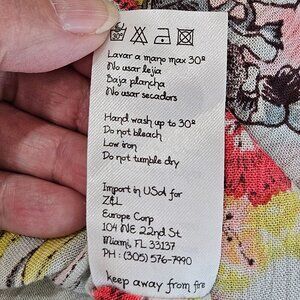 30°
Lavar a mano max 30°
No usar lejia
Baja plancha
No usar secadors
Hand wash up to 30°
Do not bleach
Low iron
Do not tumble dry
Import in USA for
Z&L
Europe Corp
104 NE 22nd St
Miami, FL 33137
PH : (305) 576-7990
keep away from fire